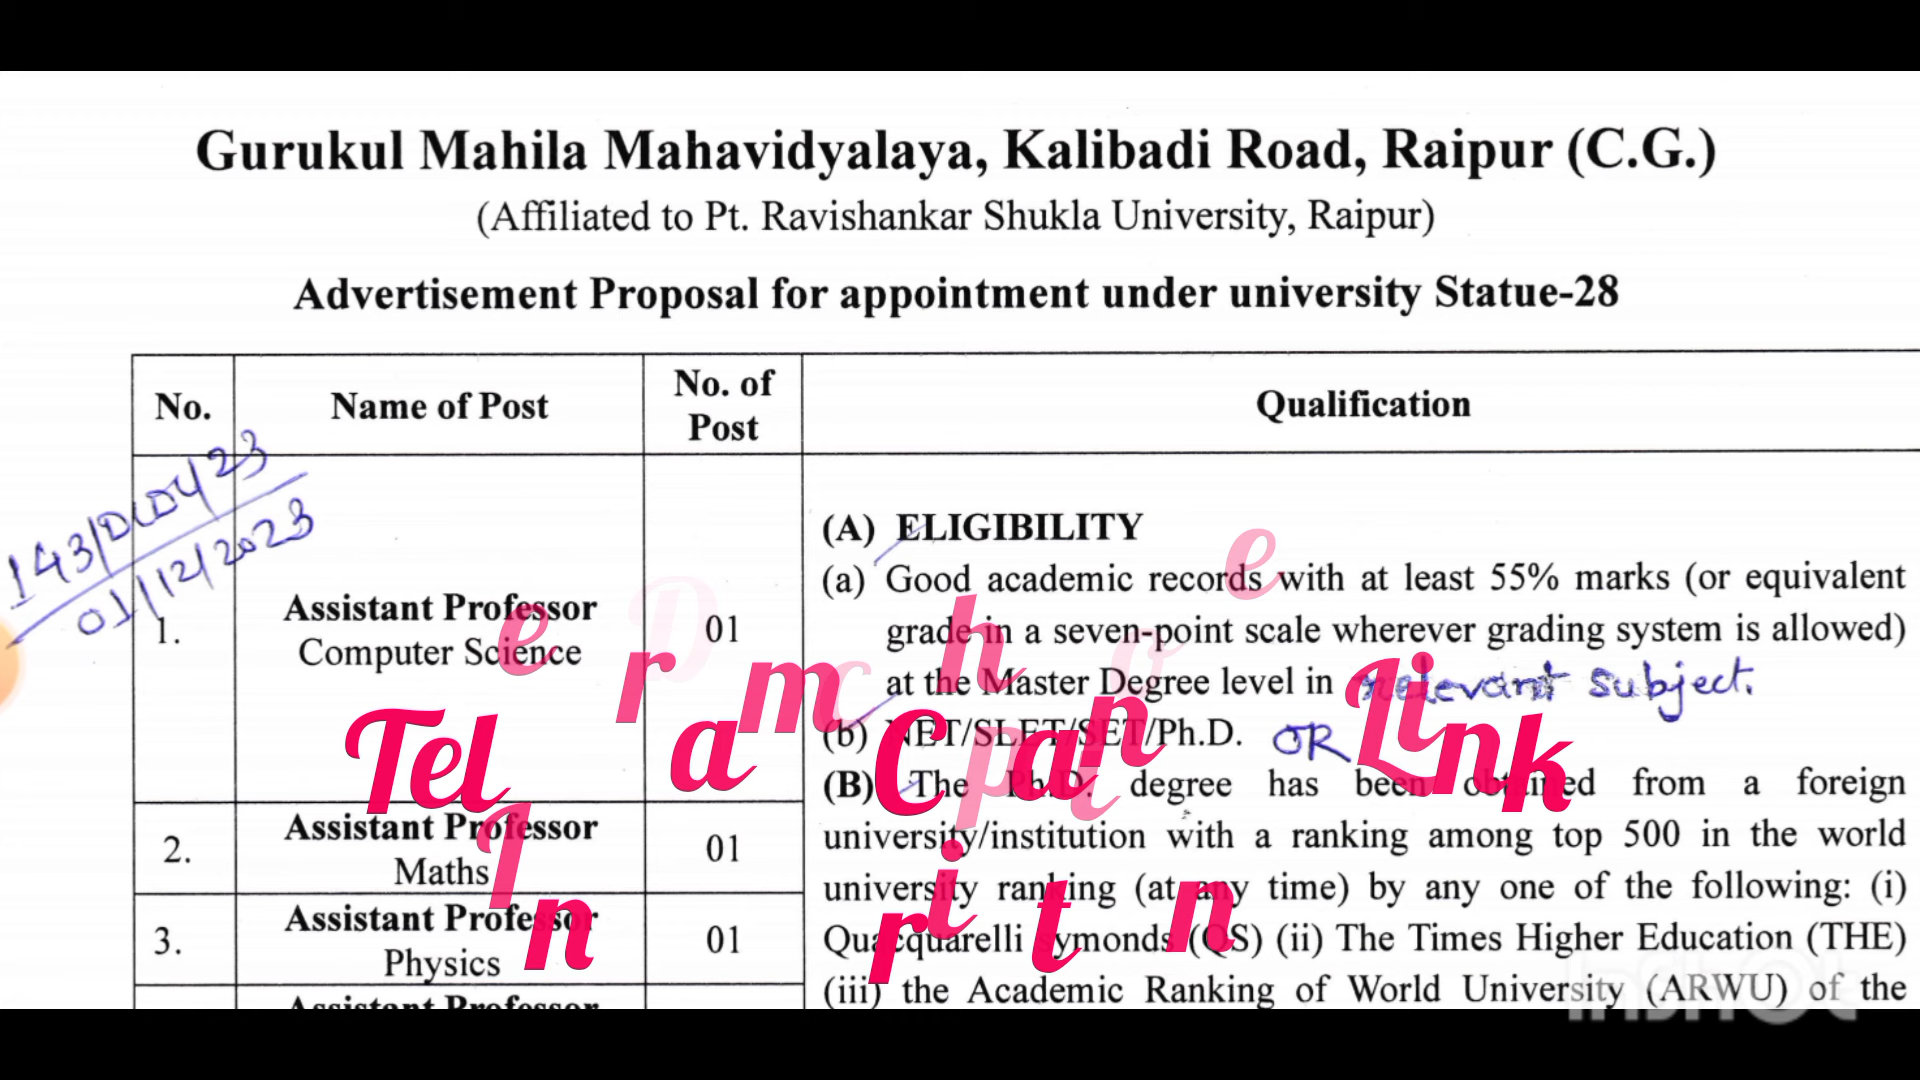 Gurukul Mahila Mahavidyalaya, Kalibadi Road, Raipur (C.G.)
(Affiliated to Pt. Ravishankar Shukla University, Raipur)
Advertisement Proposal for appointment under university Statue-28
No.
Name of Post
No. of
Post
Qualification
01/12/2023
1.
Assistant Professor
Computer Science
01
(A) ELIGIBILITY
(a) Good academic records with at least 55% marks (or equivalent
grade in a seven-point scale wherever grading system is allowed)
at the Master Degree level in relevant subject.
(b) NET/SLET/SET/Ph.D. OR
(B) The Ph.D. degree has been obtained from a foreign
university/institution with a ranking among top 500 in the world
university ranking (at any time) by any one of the following: (i)
Quacquarelli Symonds (QS) (ii) The Times Higher Education (THE)
(iii) the Academic Ranking of World University (ARWU) of the
2.
Assistant Professor
Maths
01
3.
Assistant Professor
Physics
01
Assistant Professor
Link
InShot